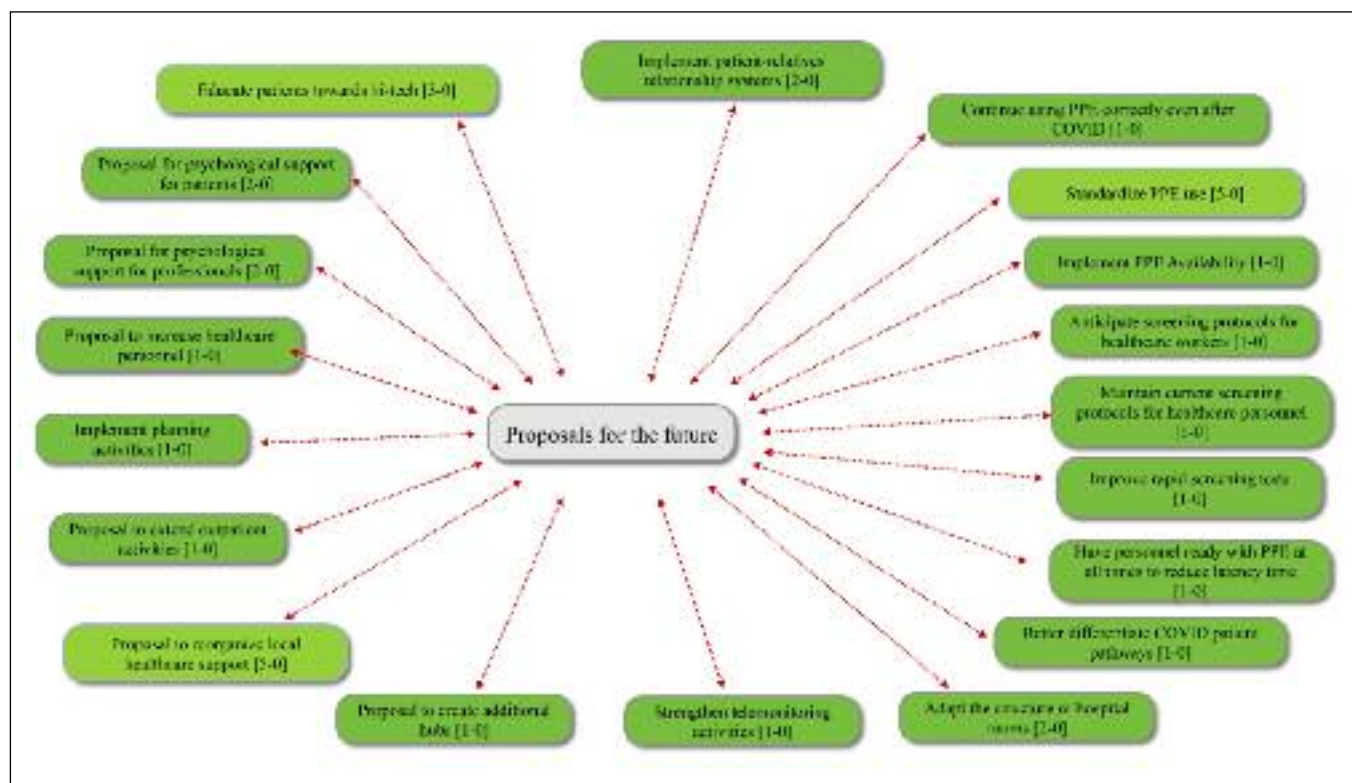 Implement patient-relatives
relationship systems [2-0]
Educate patients towards hi-tech [3-0]
Continue using PPE correctly even after
COVID [1-0]
Proposal for psychological support
for patients [2-0]
Standardize PPE use [5-0]
Proposal for psychological
support for professionals [2-0]
Implement PPE Availability [1-0]
Proposal to increase healthcare
personnel
Anticipate screening protocols for
healthcare workers [1-0]
Maintain current screening
protocols for healthcare personnel
Proposals for the future
Implement planning
activities [1-0]
Improve rapid screening tests
[1-0]
Proposal to extend outpatient
activities [1-0]
Have personnel ready with PPE at
all times to reduce latency time
[1-0]
Better differentiate COVID patient
pathways [1-0]
Proposal to reorganize local
healthcare support
Proposal to create additional
hubs [1-0]
Strengthen telemonitoring
activities [1-0]
Adapt the structure of hospital
rooms [2-0]